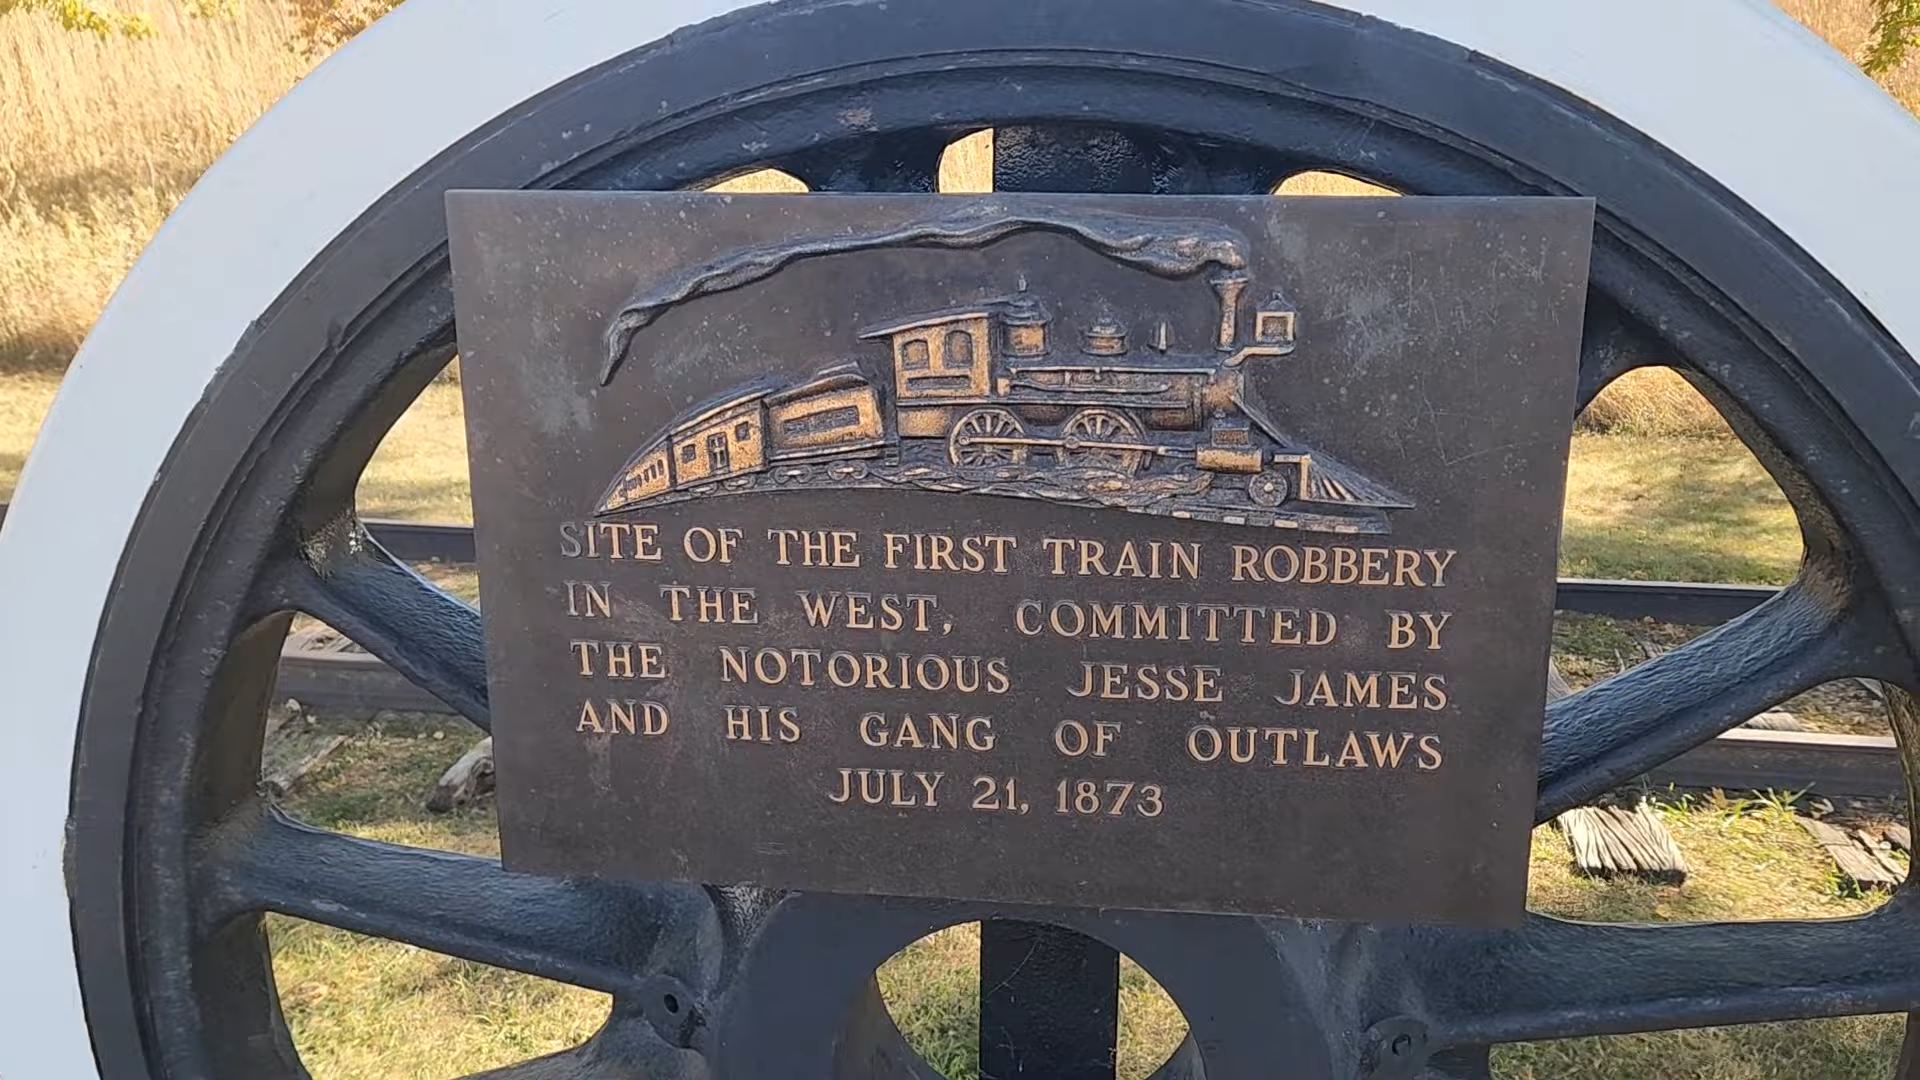 SITE OF THE FIRST TRAIN ROBBERY
IN THE WEST, COMMITTED BY
THE NOTORIOUS JESSE JAMES
AND HIS GANG OF OUTLAWS
JULY 21, 1873